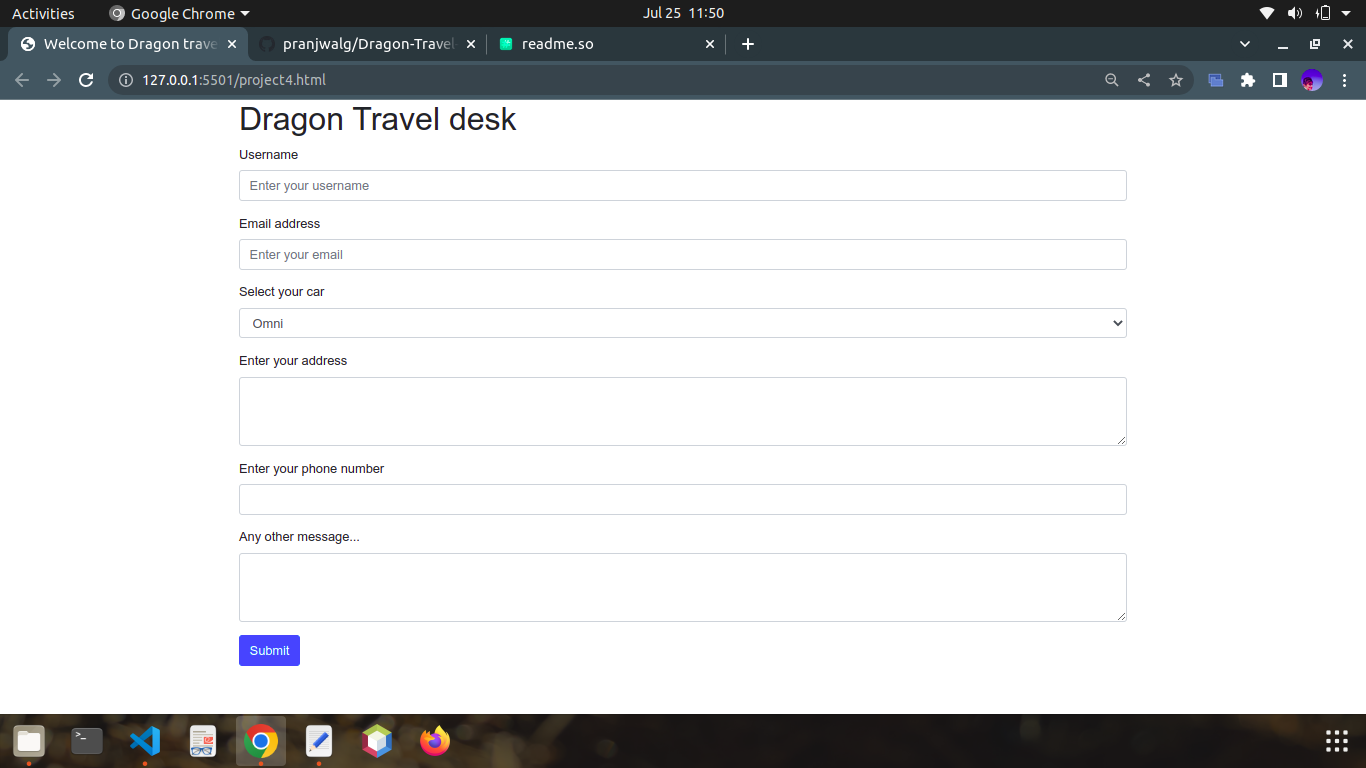 Activities Google Chrome Jul 25 11:50
Welcome to Dragon trave pranjwalg/Dragon-Travel- readme.so
127.0.0.1:5501/project4.html
Dragon Travel desk
Username
Enter your username
Email address
Enter your email
Select your car
Omni
Enter your address
Enter your phone number
Any other message...
Submit